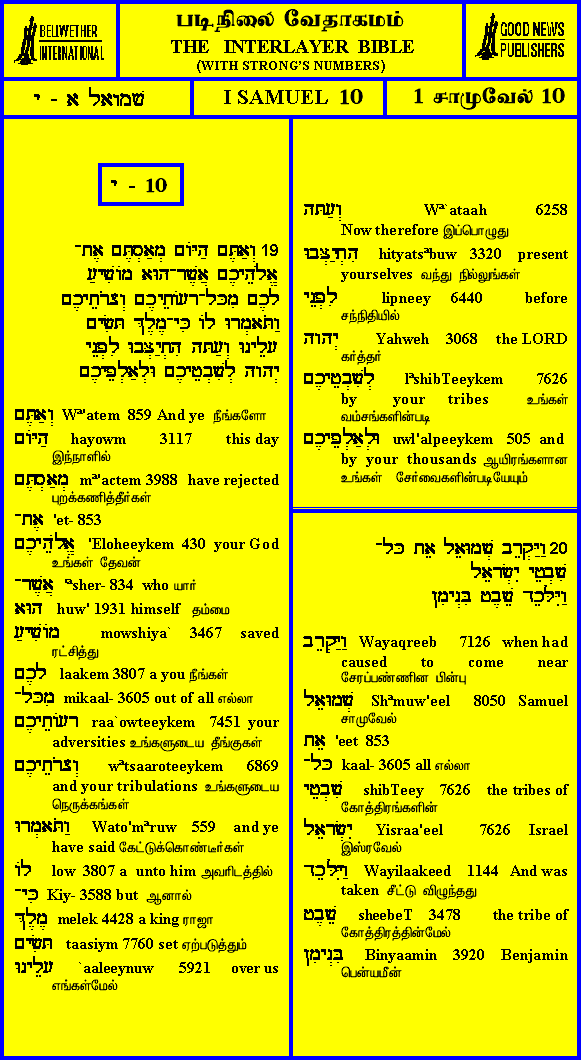 BELLWETHER
INTERNATIONAL
படிநிலை வேதாகமம்
THE INTERLAYER BIBLE
(WITH STRONG'S NUMBERS)
GOOD NEWS
PUBLISHERS
שמואל א - י
I SAMUEL 10
1 சாமுவேல் 10
י - 10
19 וְאַתֶּם הַיּוֹם מְאַסְתֶּם אֶת־
אֱלֹהֵיכֶם אֲשֶׁר־הוּא מוֹשִׁיעַ
לָכֶם מִכָּל־רָעוֹתֵיכֶם וְצָרֹתֵיכֶם
וַתֹּאמְרוּ לוֹ כִּי־מֶלֶךְ תָּשִׂים
עָלֵינוּ וְעַתָּה הִתְיַצְּבוּ לִפְנֵי
יְהוָה לְשִׁבְטֵיכֶם וּלְאַלְפֵיכֶם
וְאַתֶּם Wª'atem 859 And ye நீங்களோ
הַיּוֹם hayowm 3117 this day
இந்நாளில்
מְאַסְתֶּם mª'actem 3988 have rejected
புறக்கணித்தீர்கள்
אֶת־ 'et- 853
אֱלֹהֵיכֶם 'Eloheeykem 430 your God
உங்கள் தேவன்
אֲשֶׁר־ ªsher- 834 who யார்
הוּא huw' 1931 himself தம்மை
מוֹשִׁיעַ mowshiya` 3467 saved
ரட்சித்து
לָכֶם laakem 3807 a you நீங்கள்
מִכָּל־ mikaal- 3605 out of all எல்லா
רָעוֹתֵיכֶם raa`owteeykem 7451 your
adversities உங்களுடைய தீங்குகள்
וְצָרֹתֵיכֶם wªtsaaroteeykem 6869
and your tribulations உங்களுடைய
நெருக்கங்கள்
וַתֹּאמְרוּ Wato'mªruw 559 and ye
have said கேட்டுக்கொண்டீர்கள்
לוֹ low 3807 a unto him அவரிடத்தில்
כִּי־ Kiy- 3588 but ஆனால்
מֶלֶךְ melek 4428 a king ராஜா
תָּשִׂים taasiym 7760 set ஏற்படுத்தும்
עָלֵינוּ `aaleeynuw 5921 over us
எங்கள்மேல்
וְעַתָּה Wª`ataah 6258
Now therefore இப்பொழுது
הִתְיַצְּבוּ hityatsªbuw 3320 present
yourselves வந்து நில்லுங்கள்
לִפְנֵי lipneey 6440 before
சந்நிதியில்
יְהוָה Yahweh 3068 the LORD
கர்த்தர்
לְשִׁבְטֵיכֶם lªshibTeeykem 7626
by your tribes உங்கள்
வம்சங்களின்படி
וּלְאַלְפֵיכֶם uwl'alpeeykem 505 and
by your thousands ஆயிரங்களான
உங்கள் சேர்வைகளின்படியேயும்
20 וַיַּקְרֵב שְׁמוּאֵל אֵת כָּל־
שִׁבְטֵי יִשְׂרָאֵל
וַיִּלָּכֵד שֵׁבֶט בִּנְיָמִן
וַיַּקְרֵב Wayaqreeb 7126 when had
caused to come near
சேரப்பண்ணின பின்பு
שְׁמוּאֵל Shªmuw'eel 8050 Samuel
சாமுவேல்
אֵת 'eet 853
כָּל־ kaal- 3605 all எல்லா
שִׁבְטֵי shibTeey 7626 the tribes of
கோத்திரங்களின்
יִשְׂרָאֵל Yisraa'eel 7626 Israel
இஸ்ரவேல்
וַיִּלָּכֵד Wayilaakeed 1144 And was
taken சீட்டு விழுந்தது
שֵׁבֶט sheebeT 3478 the tribe of
கோத்திரத்தின்மேல்
בִּנְיָמִן Binyaamin 3920 Benjamin
பென்யமீன்